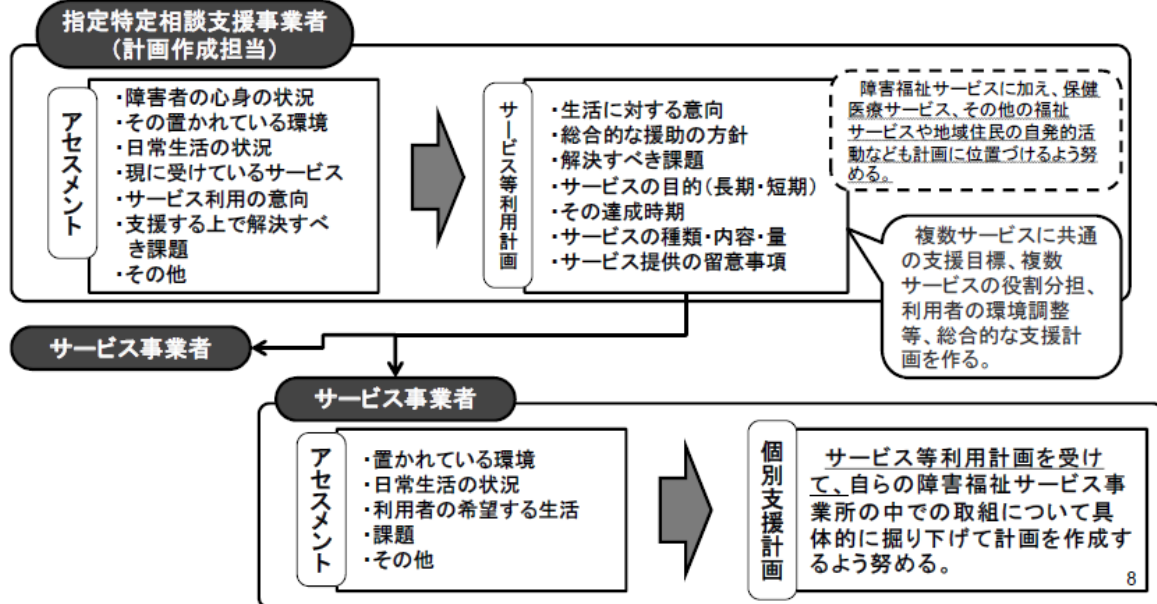 指定特定相談支援事業者
(計画作成担当)
アセスメント
・障害者の心身の状況
・その置かれている環境
・日常生活の状況
・現に受けているサービス
・サービス利用の意向
・支援する上で解決すべ
き課題
・その他
サービス等利用計画
・生活に対する意向
・総合的な援助の方針
・解決すべき課題
・サービスの目的(長期・短期)
・その達成時期
・サービスの種類・内容・量
・サービス提供の留意事項
障害福祉サービスに加え、保健
医療サービス、その他の福祉
サービスや地域住民の自発的活
動なども計画に位置づけるよう努
める。
複数サービスに共通
の支援目標、複数
サービスの役割分担、
利用者の環境調整
等、総合的な支援計
画を作る。
サービス事業者
サービス事業者
アセスメント
・置かれている環境
・日常生活の状況
・利用者の希望する生活
・課題
・その他
個別支援計画
サービス等利用計画を受け
て、自らの障害福祉サービス事
業所の中での取組について具
体的に掘り下げて計画を作成す
るよう努める。
8